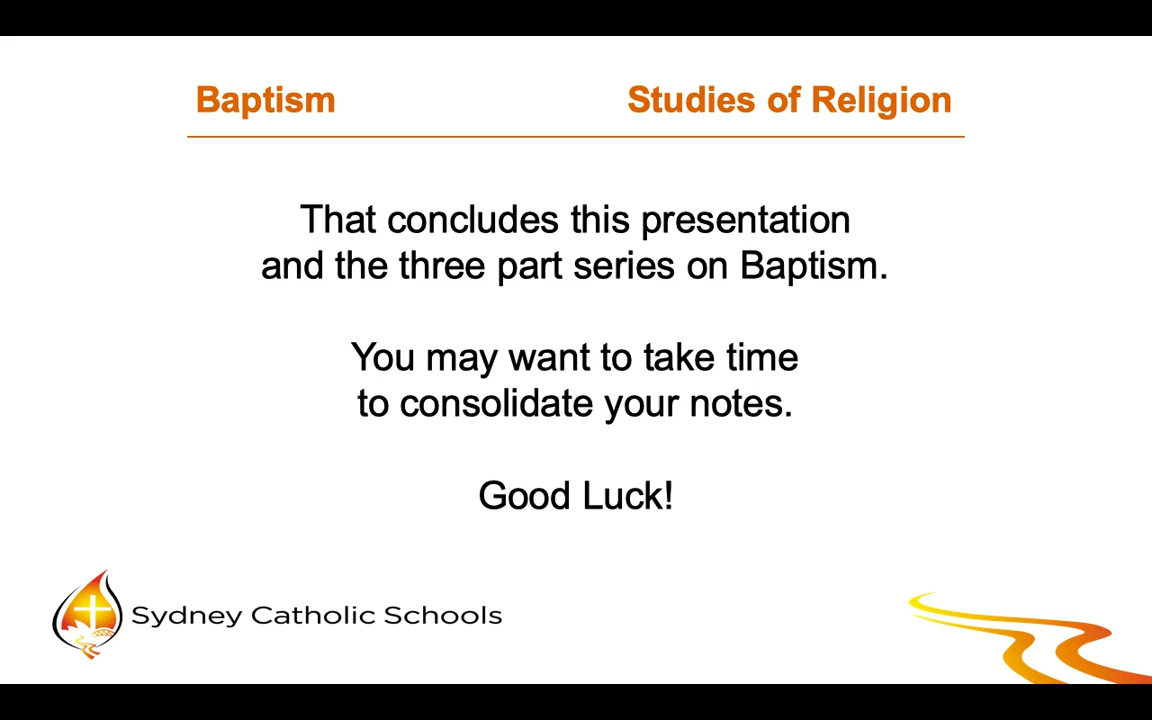 Baptism Studies of Religion
That concludes this presentation
and the three part series on Baptism.
You may want to take time
to consolidate your notes.
Good Luck!
Sydney Catholic Schools